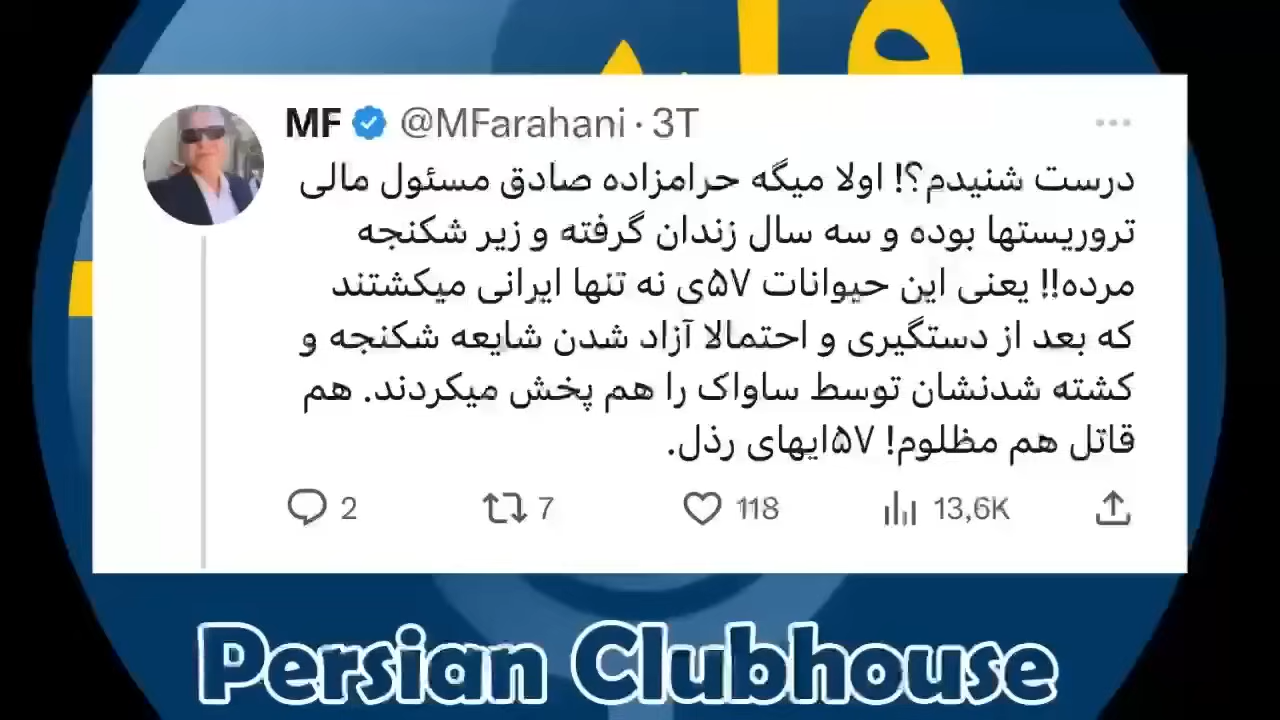 MF @MFarahani · 3T
درست شنیدم؟! اولا میگه حرامزاده صادق مسئول مالی
تروریستها بوده و سه سال زندان گرفته و زیر شکنجه
مرده!! یعنی این حیوانات ۵۷ی نه تنها ایرانی میکشتند
که بعد از دستگیری و احتمالا آزاد شدن شایعه شکنجه و
کشته شدنشان توسط ساواک را هم پخش میکردند. هم
قاتل هم مظلوم! ۵۷ایهای رذل.
2 7 118 13,6K
Persian Clubhouse